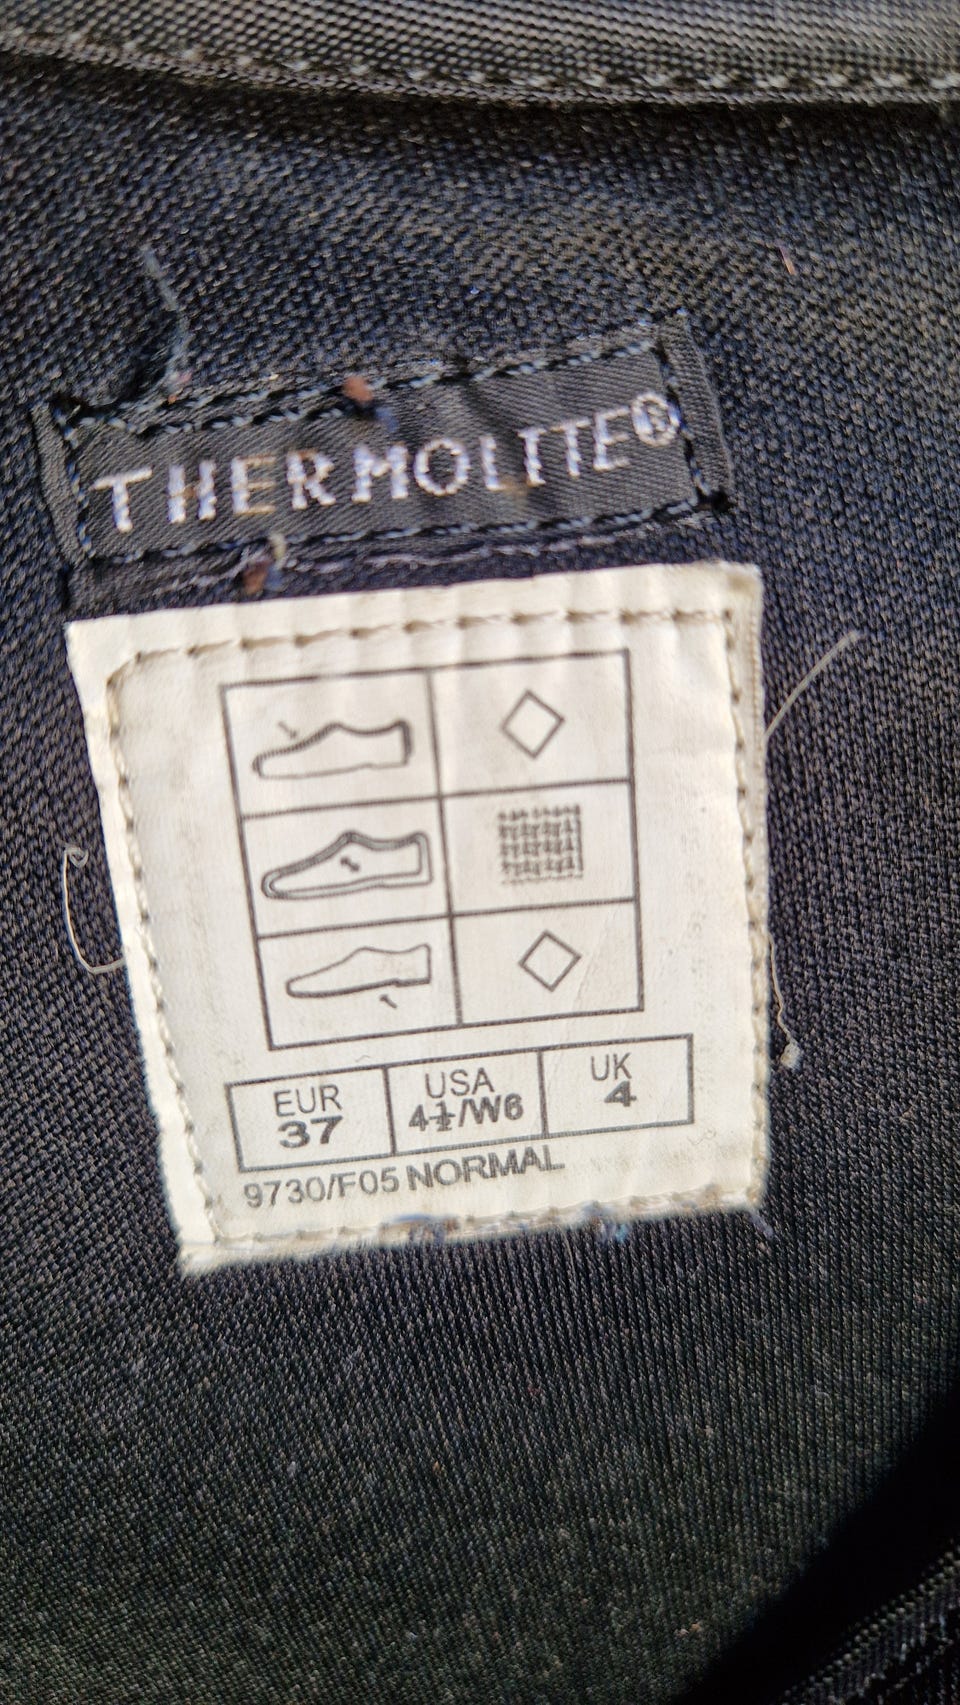 THERMOLITE®
EUR USA UK
37 4½/W6 4
9730/F05 NORMAL